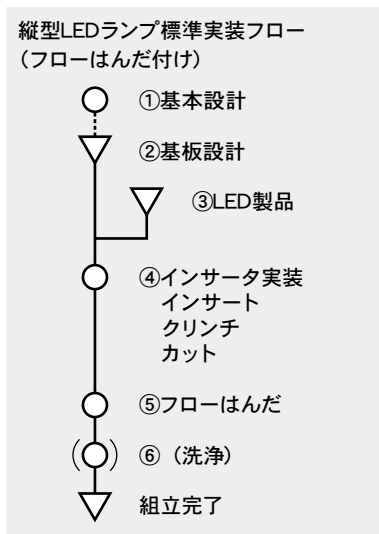 縦型LEDランプ標準実装フロー
（フローはんだ付け）
①基本設計
②基板設計
③LED製品
④インサータ実装
インサート
クリンチ
カット
⑤フローはんだ
⑥（洗浄）
組立完了